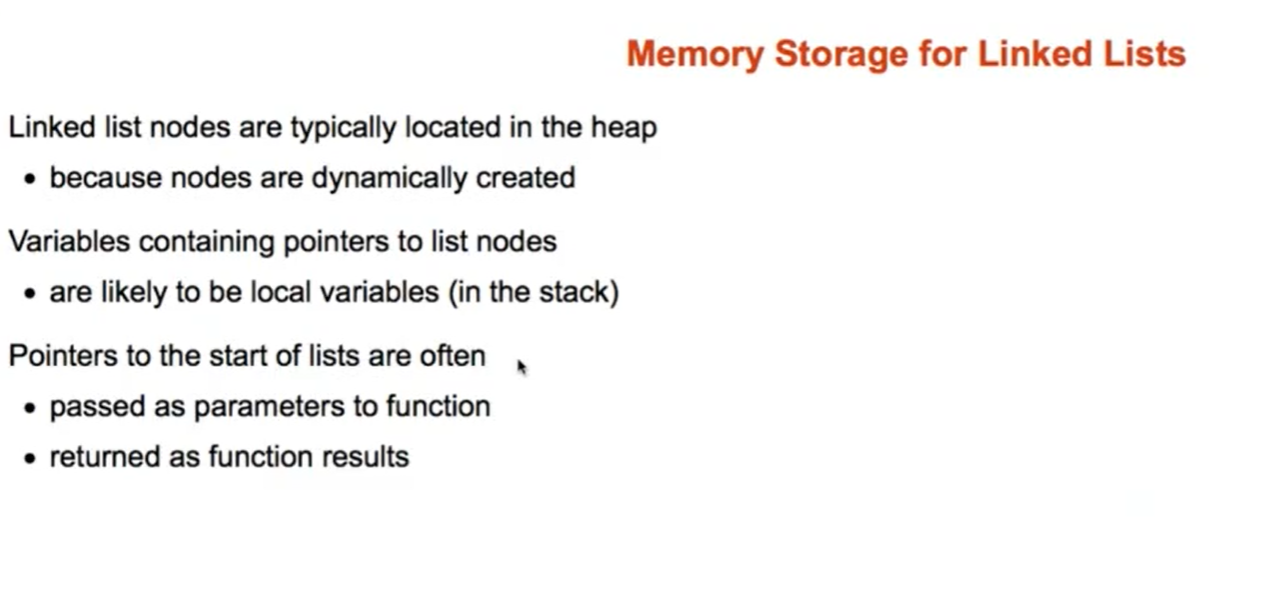 Memory Storage for Linked Lists
Linked list nodes are typically located in the heap
• because nodes are dynamically created
Variables containing pointers to list nodes
• are likely to be local variables (in the stack)
Pointers to the start of lists are often
• passed as parameters to function
• returned as function results